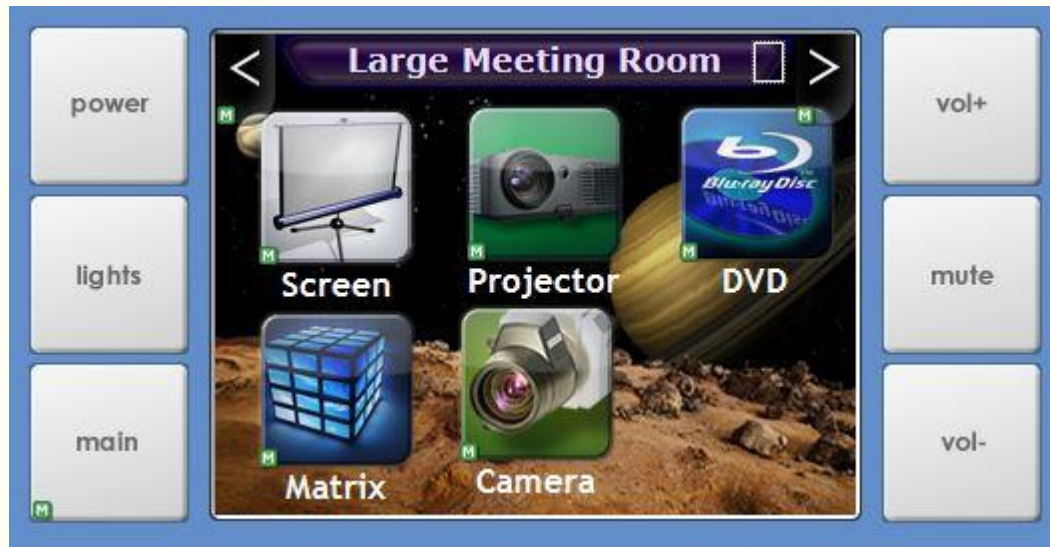 power
lights
main
M
< Large Meeting Room >
M M
Blu-ray Disc
M M M
Screen Projector DVD
M M
Matrix Camera
vol+
mute
vol-